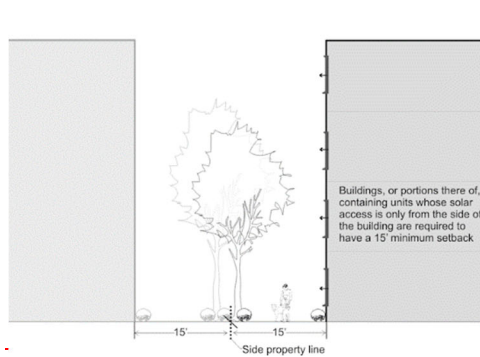 Buildings, or portions there of,
containing units whose solar
access is only from the side of
the building are required to
have a 15' minimum setback
15'
15'
Side property line